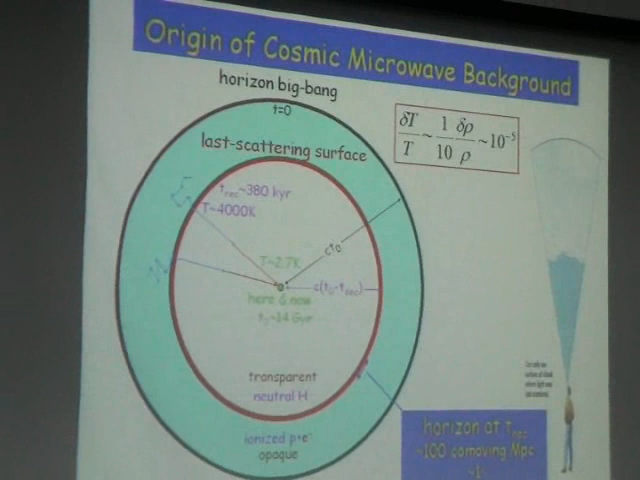 Origin of Cosmic Microwave Background
horizon big-bang
t=0
δT/T ~ 1/10 δρ/ρ ~10⁻⁵
last-scattering surface
t_rec~380 kyr
T~4000K
ct₀
T~2.7K
c(t₀-t_rec)
here & now
t₀~14 Gyr
transparent
neutral H
ionized p+e⁻
opaque
horizon at t_rec
~100 comoving Mpc